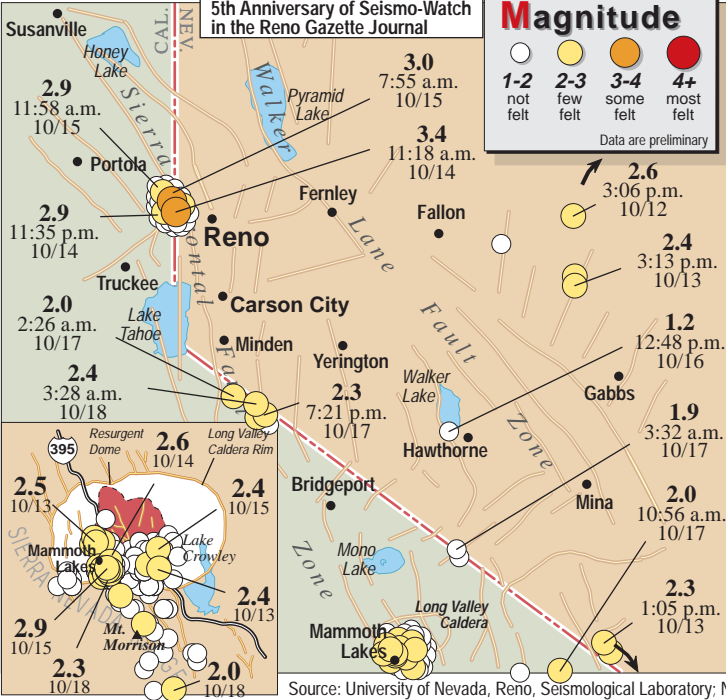 5th Anniversary of Seismo-Watch
in the Reno Gazette Journal
Magnitude
1-2
not
felt
2-3
few
felt
3-4
some
felt
4+
most
felt
Data are preliminary
Susanville
CAL.
NEV.
Honey
Lake
2.9
11:58 a.m.
10/15
Sierra
Frontal
Fault
Zone
Walker
Lane
Fault
Zone
Pyramid
Lake
3.0
7:55 a.m.
10/15
3.4
11:18 a.m.
10/14
Portola
2.9
11:35 p.m.
10/14
Reno
Fernley
Fallon
2.6
3:06 p.m.
10/12
2.4
3:13 p.m.
10/13
Truckee
Lake
Tahoe
Carson City
Minden
Yerington
2.0
2:26 a.m.
10/17
2.4
3:28 a.m.
10/18
2.3
7:21 p.m.
10/17
Walker
Lake
Hawthorne
1.2
12:48 p.m.
10/16
Gabbs
1.9
3:32 a.m.
10/17
Mina
2.0
10:56 a.m.
10/17
Bridgeport
Mono
Lake
Long Valley
Caldera
Mammoth
Lakes
2.3
1:05 p.m.
10/13
395
Resurgent
Dome
2.6
10/14
Long Valley
Caldera Rim
2.5
10/13
2.4
10/15
Mammoth
Lakes
Lake
Crowley
SIERRA NEVADA
2.4
10/13
2.9
10/15
Mt.
Morrison
2.3
10/18
2.0
10/18
Source: University of Nevada, Reno, Seismological Laboratory;